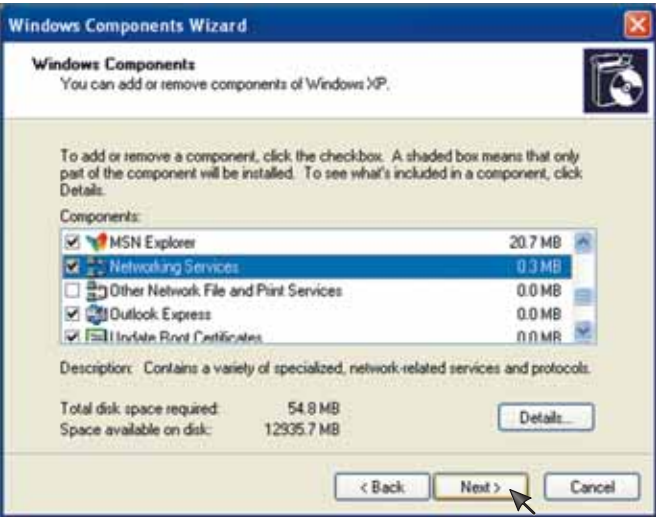 Windows Components Wizard
Windows Components
You can add or remove components of Windows XP.
To add or remove a component, click the checkbox. A shaded box means that only
part of the component will be installed. To see what's included in a component, click
Details.
Components:
MSN Explorer 20.7 MB
Networking Services 0.3 MB
Other Network File and Print Services 0.0 MB
Outlook Express 0.0 MB
Update Root Certificates 0.0 MB
Description: Contains a variety of specialized, network-related services and protocols.
Total disk space required: 54.8 MB
Space available on disk: 12935.7 MB
Details...
< Back Next > Cancel